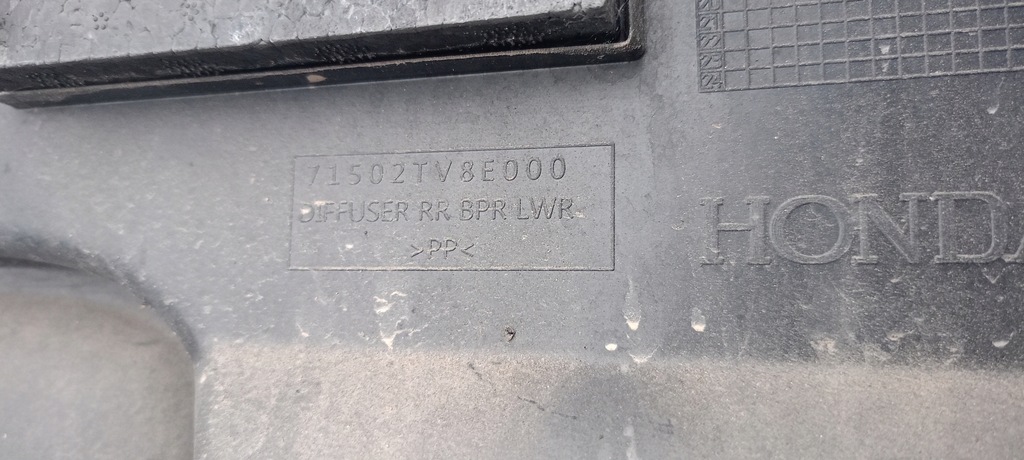 71502TV8E000
DIFFUSER RR BPR LWR
>PP<
HONDA